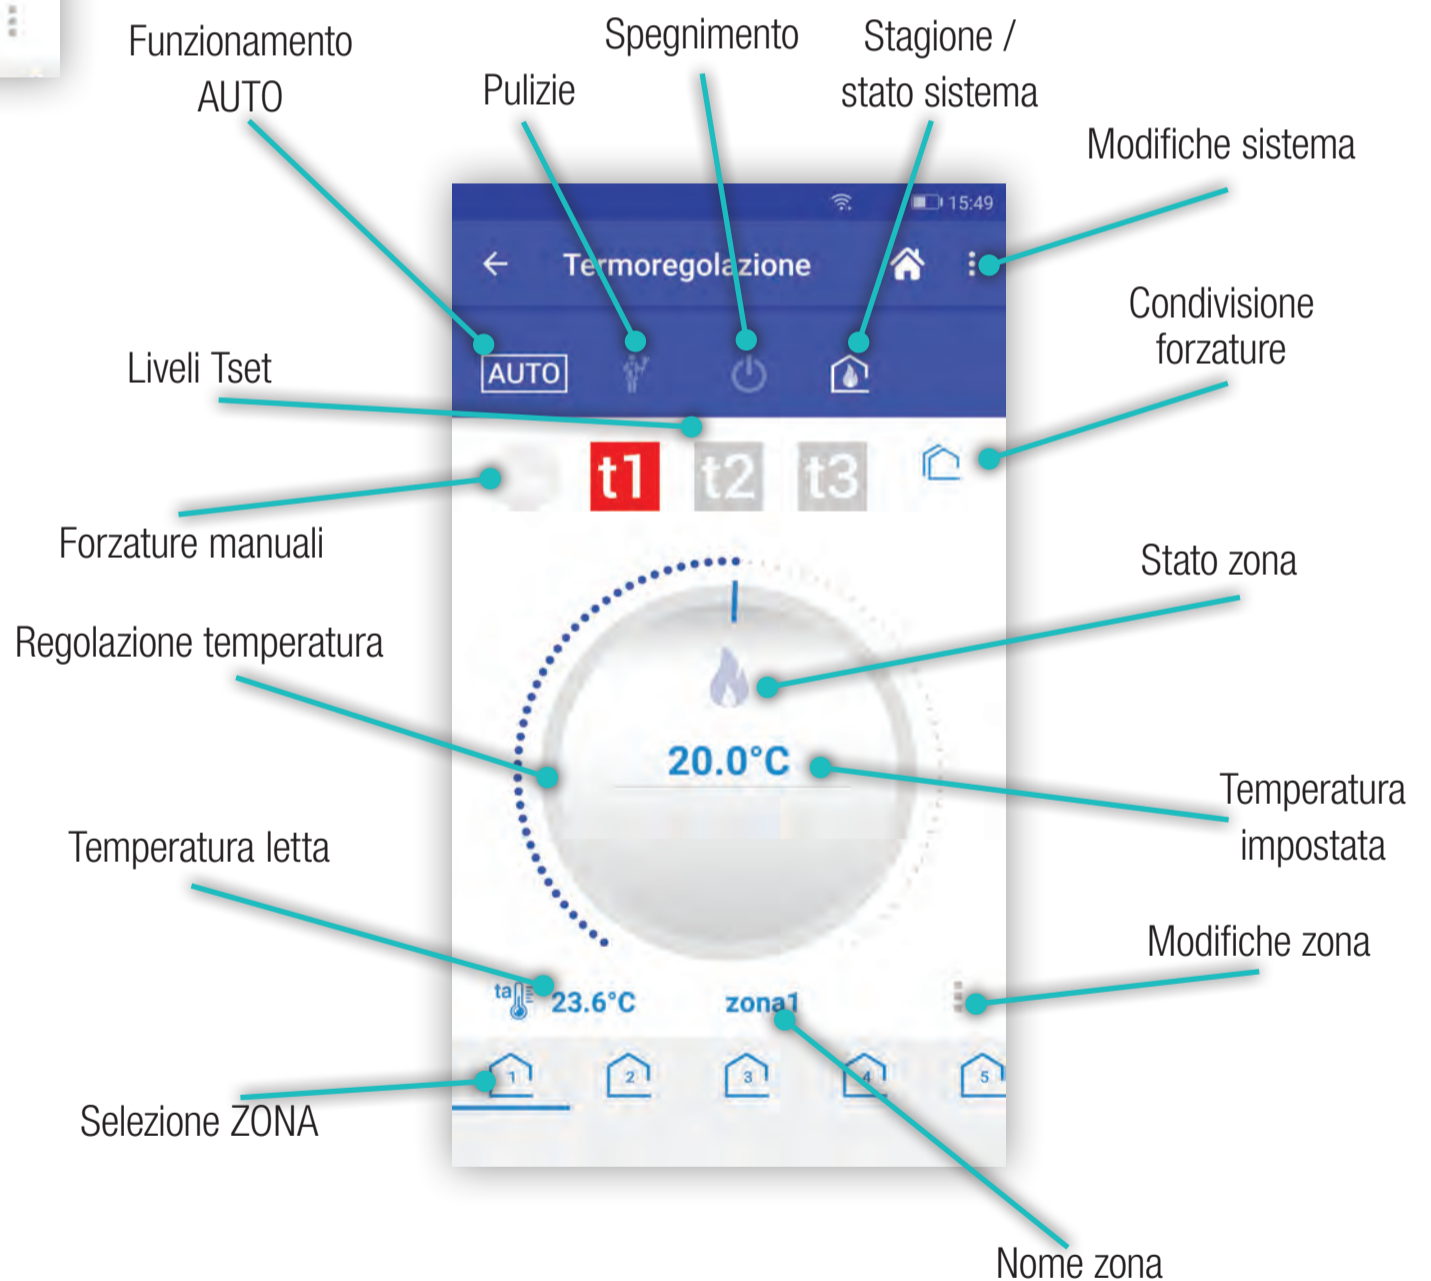 Funzionamento
AUTO
Pulizie
Spegnimento
Stagione /
stato sistema
Modifiche sistema
15:49
Termoregolazione
Condivisione
forzature
Liveli Tset
AUTO
t1 t2 t3
Forzature manuali
Stato zona
Regolazione temperatura
20.0°C
Temperatura
impostata
Temperatura letta
Modifiche zona
ta 23.6°C zona1
1 2 3 4 5
Selezione ZONA
Nome zona